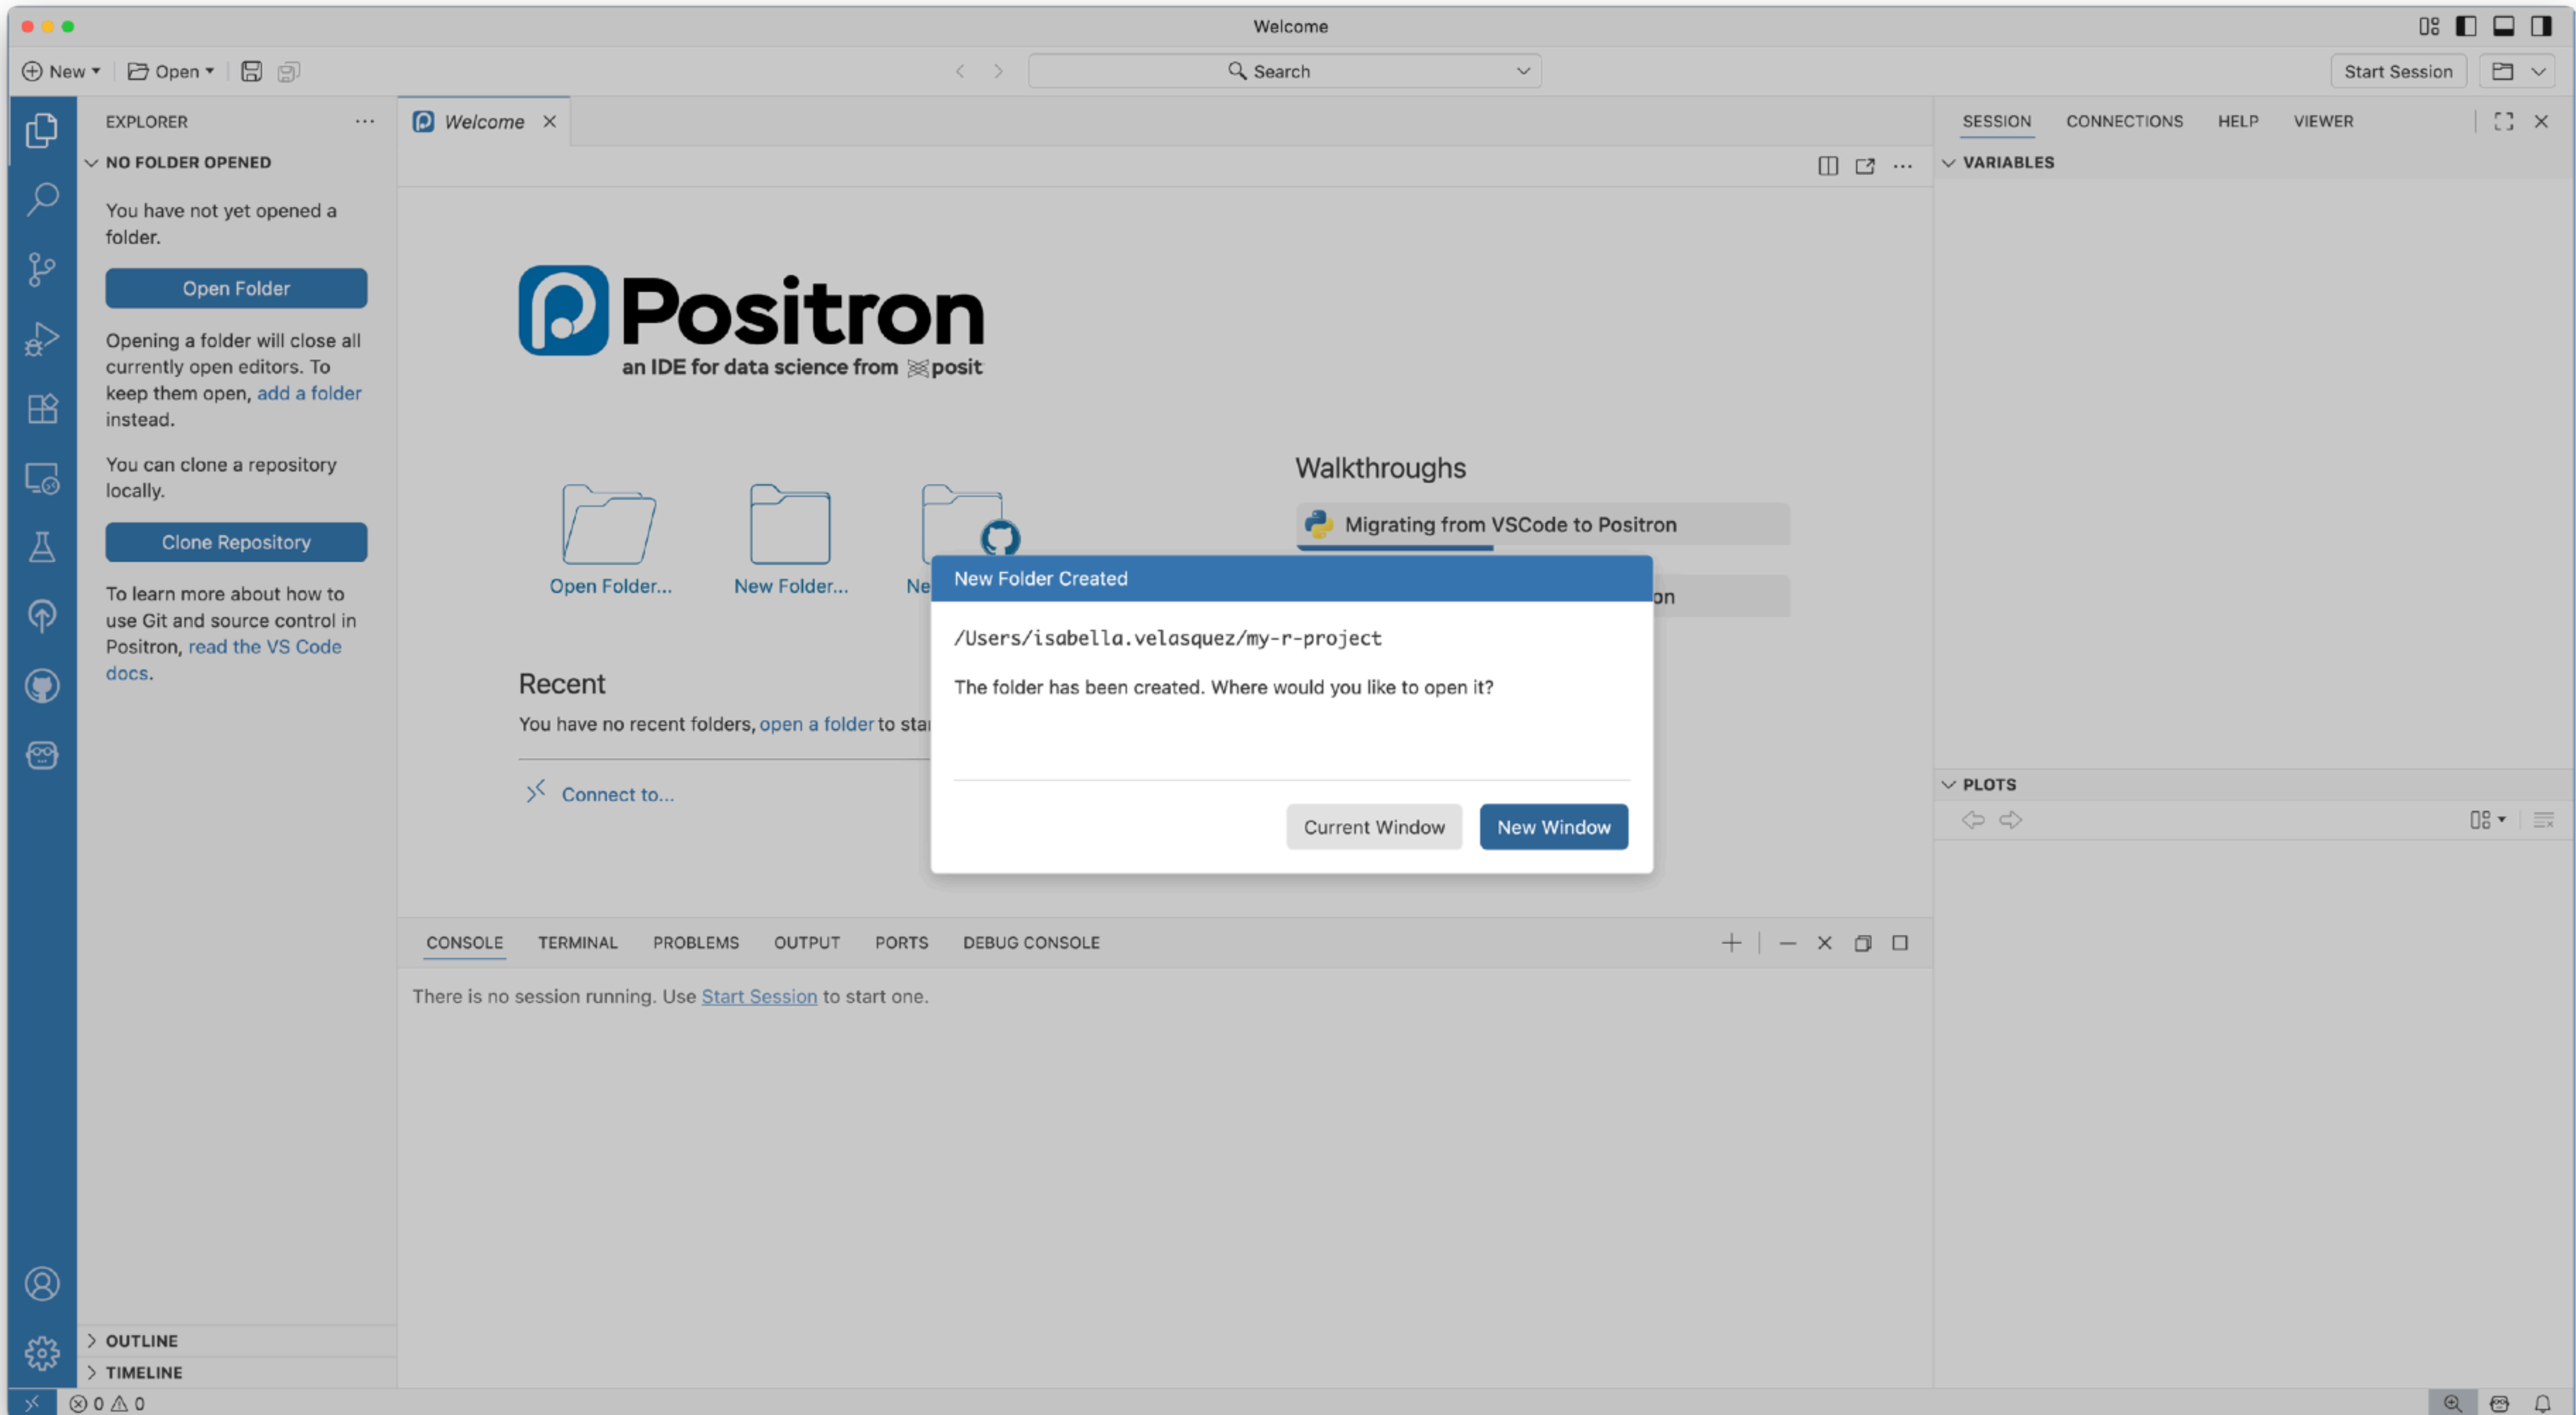 Welcome
New
Open
Search
Start Session
EXPLORER
NO FOLDER OPENED
You have not yet opened a
folder.
Open Folder
Opening a folder will close all
currently open editors. To
keep them open, add a folder
instead.
You can clone a repository
locally.
Clone Repository
To learn more about how to
use Git and source control in
Positron, read the VS Code
docs.
OUTLINE
TIMELINE
Welcome
Positron
an IDE for data science from posit
Open Folder...
New Folder...
Ne
Walkthroughs
Migrating from VSCode to Positron
on
Recent
You have no recent folders, open a folder to sta
Connect to...
New Folder Created
/Users/isabella.velasquez/my-r-project
The folder has been created. Where would you like to open it?
Current Window
New Window
CONSOLE TERMINAL PROBLEMS OUTPUT PORTS DEBUG CONSOLE
There is no session running. Use Start Session to start one.
SESSION CONNECTIONS HELP VIEWER
VARIABLES
PLOTS
0 0